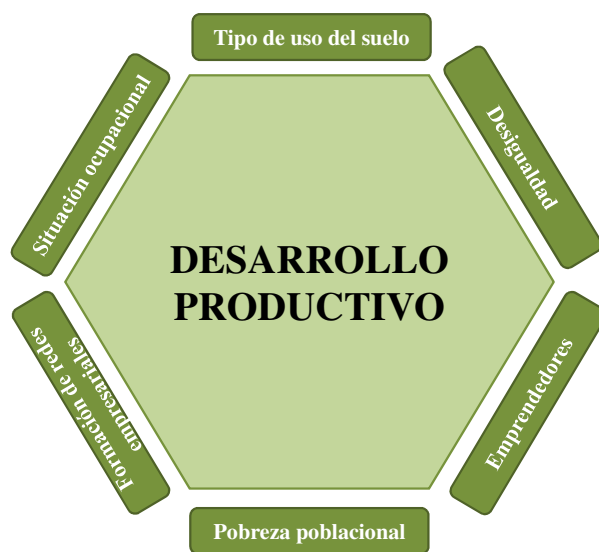 Tipo de uso del suelo
Situación ocupacional
Desigualdad
DESARROLLO
PRODUCTIVO
Formación de redes
empresariales
Emprendedores
Pobreza poblacional